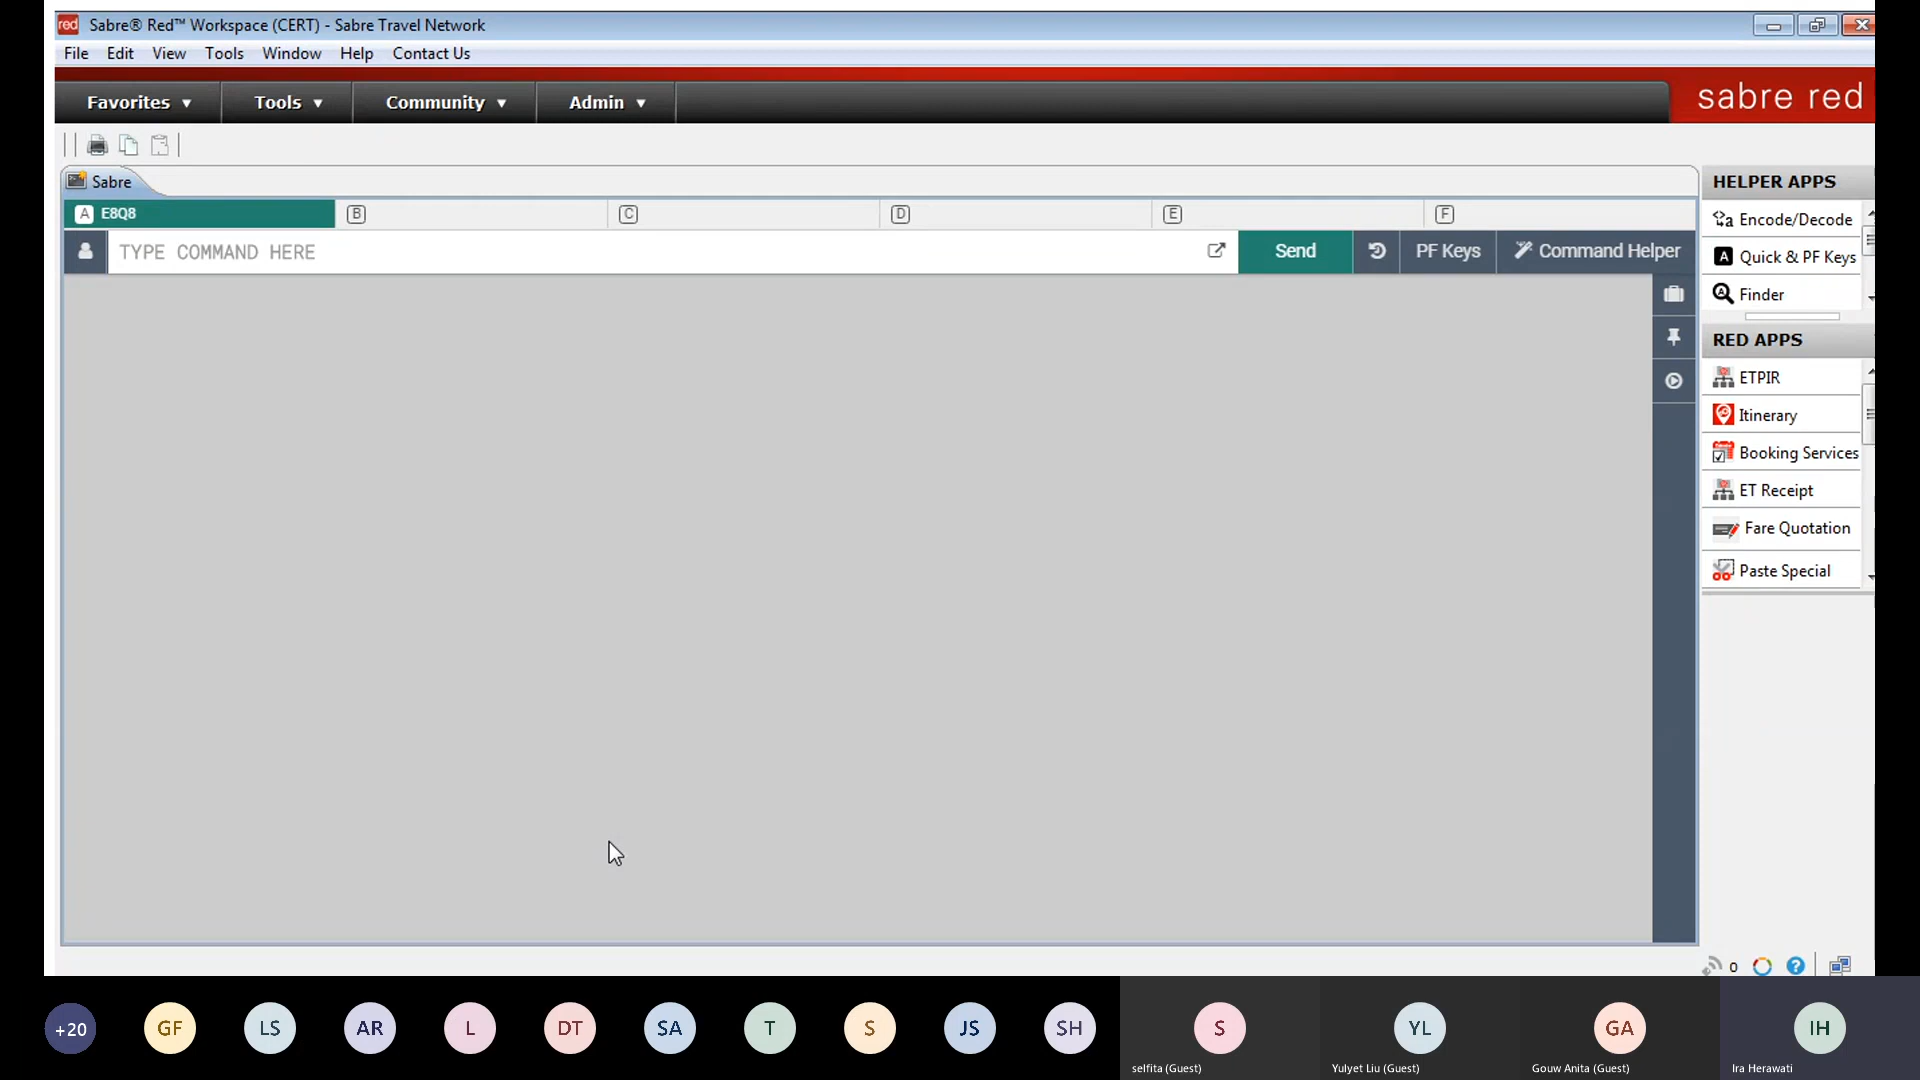 red Sabre® Red™ Workspace (CERT) - Sabre Travel Network
File Edit View Tools Window Help Contact Us
Favorites ▼ Tools ▼ Community ▼ Admin ▼ sabre red
Sabre
A E8Q8 B C D E F
TYPE COMMAND HERE Send PF Keys Command Helper
HELPER APPS
Encode/Decode
A Quick & PF Keys
Finder
RED APPS
ETPIR
Itinerary
Booking Services
ET Receipt
Fare Quotation
Paste Special
0 ?
+20 GF LS AR L DT SA T S JS SH S YL GA IH
selfita (Guest) Yulyet Liu (Guest) Gouw Anita (Guest) Ira Herawati